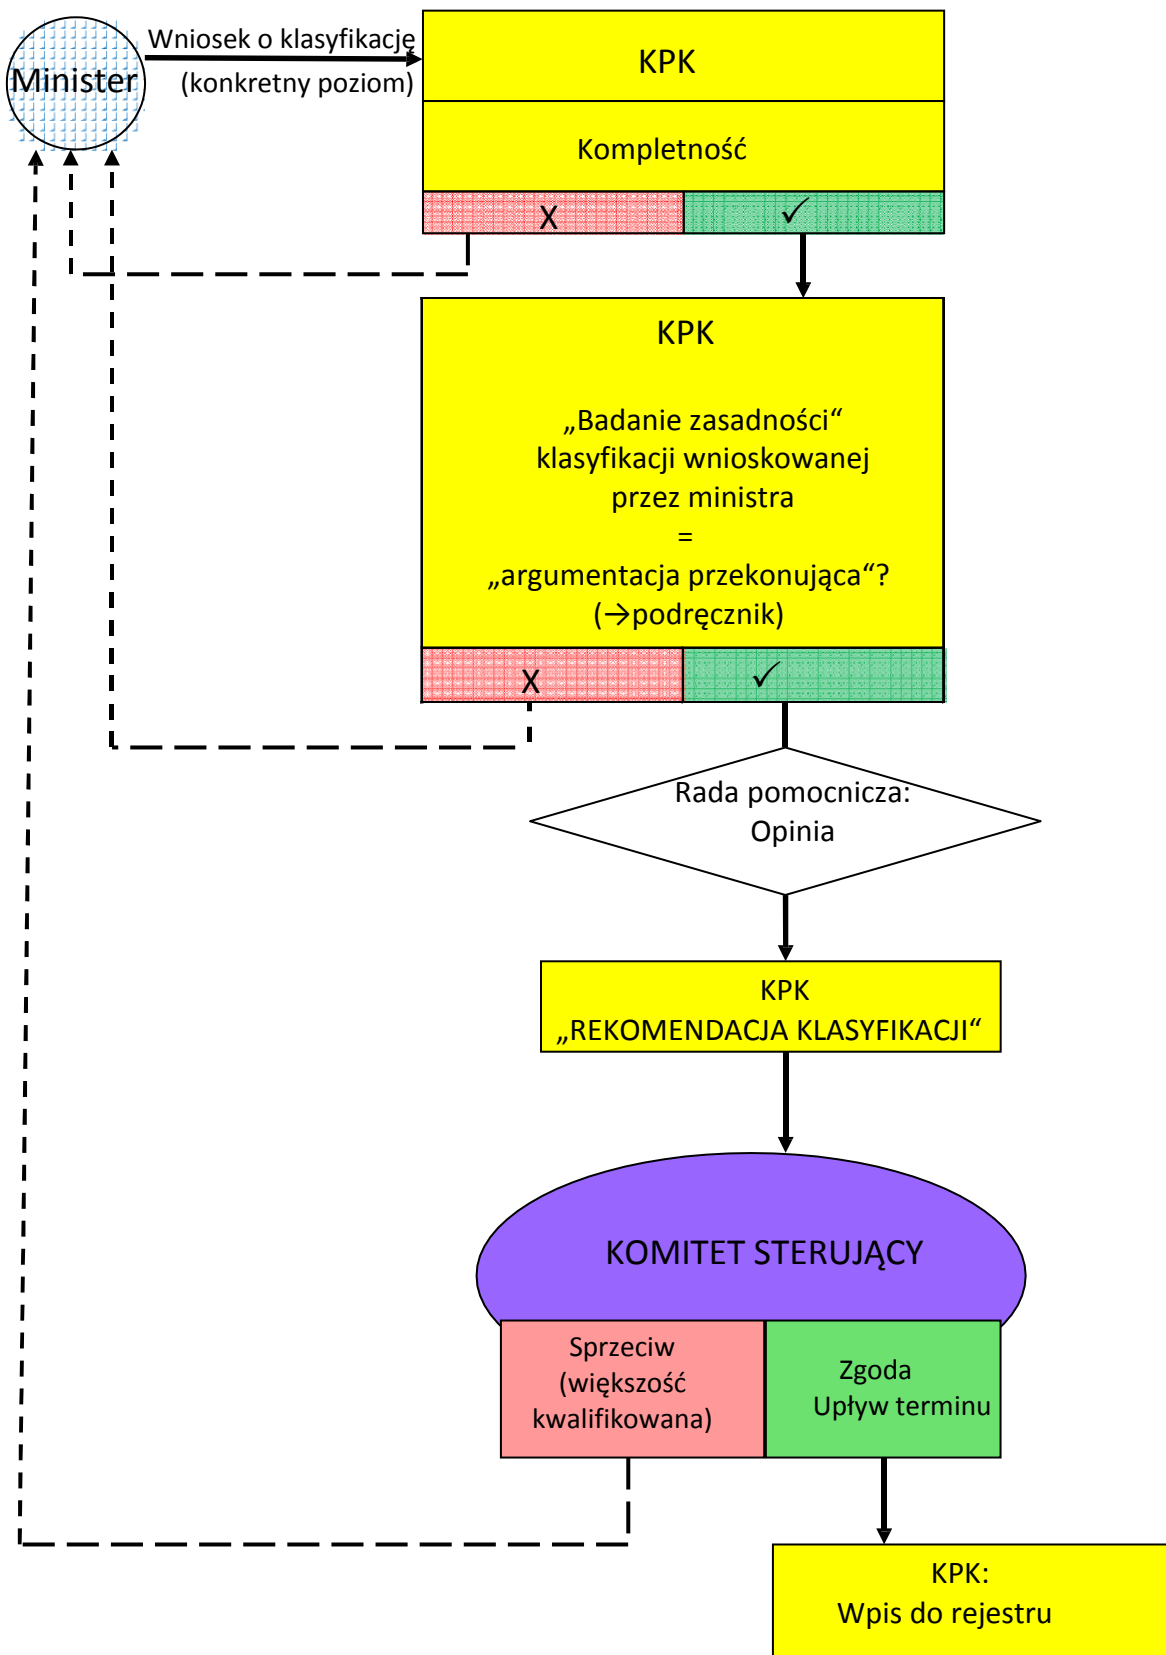 Minister
Wniosek o klasyfikację
(konkretny poziom)
KPK
Kompletność
X
✓
KPK
„Badanie zasadności“
klasyfikacji wnioskowanej
przez ministra
=
„argumentacja przekonująca“?
(→podręcznik)
X
✓
Rada pomocnicza:
Opinia
KPK
„REKOMENDACJA KLASYFIKACJI“
KOMITET STERUJĄCY
Sprzeciw
(większość
kwalifikowana)
Zgoda
Upływ terminu
KPK:
Wpis do rejestru